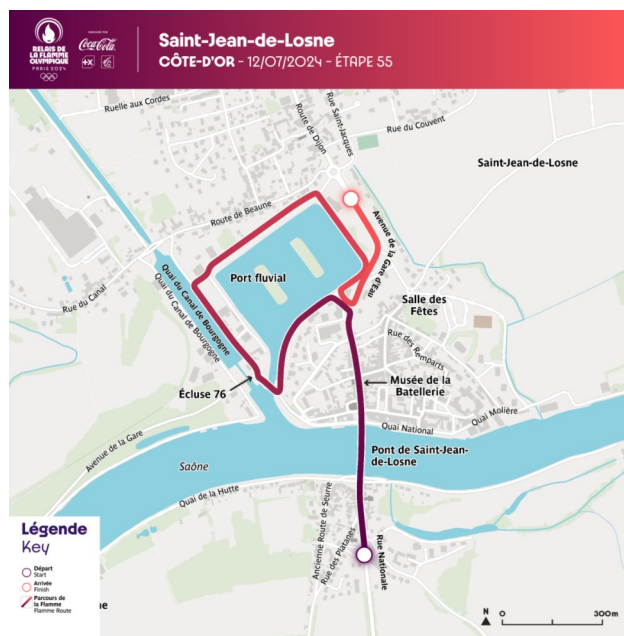 RELAIS DE
LA FLAMME
OLYMPIQUE
PARIS 2024
Coca-Cola
Saint-Jean-de-Losne
CÔTE-D'OR – 12/07/2024 – ÉTAPE 55
Ruelle aux Cordes
Route de Dijon
Rue Saint-Jacques
Rue du Couvent
Saint-Jean-de-Losne
Route de Beaune
Avenue de la Gare d'Eau
Port fluvial
Quai du Canal de Bourgogne
Quai du Canal de Bourgogne
Rue du Canal
Salle des
Fêtes
Rue des Remparts
Écluse 76
Musée de la
Batellerie
Quai Molière
Quai National
Avenue de la Gare
Pont de Saint-Jean-
de-Losne
Saône
Quai de la Hutte
Ancienne Route de Seurre
Rue des Platanes
Rue Nationale
Légende
Key
Départ
Start
Arrivée
Finish
Parcours de
la Flamme
Flame Route
ne
N
0 300m